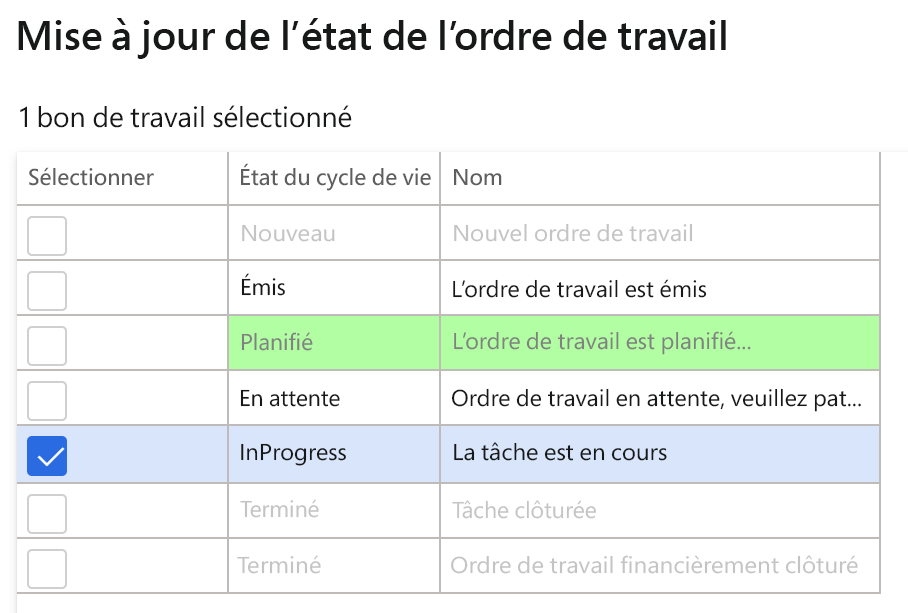 Mise à jour de l’état de l’ordre de travail
1 bon de travail sélectionné
Sélectionner État du cycle de vie Nom
Nouveau Nouvel ordre de travail
Émis L’ordre de travail est émis
Planifié L’ordre de travail est planifié...
En attente Ordre de travail en attente, veuillez pat...
InProgress La tâche est en cours
Terminé Tâche clôturée
Terminé Ordre de travail financièrement clôturé